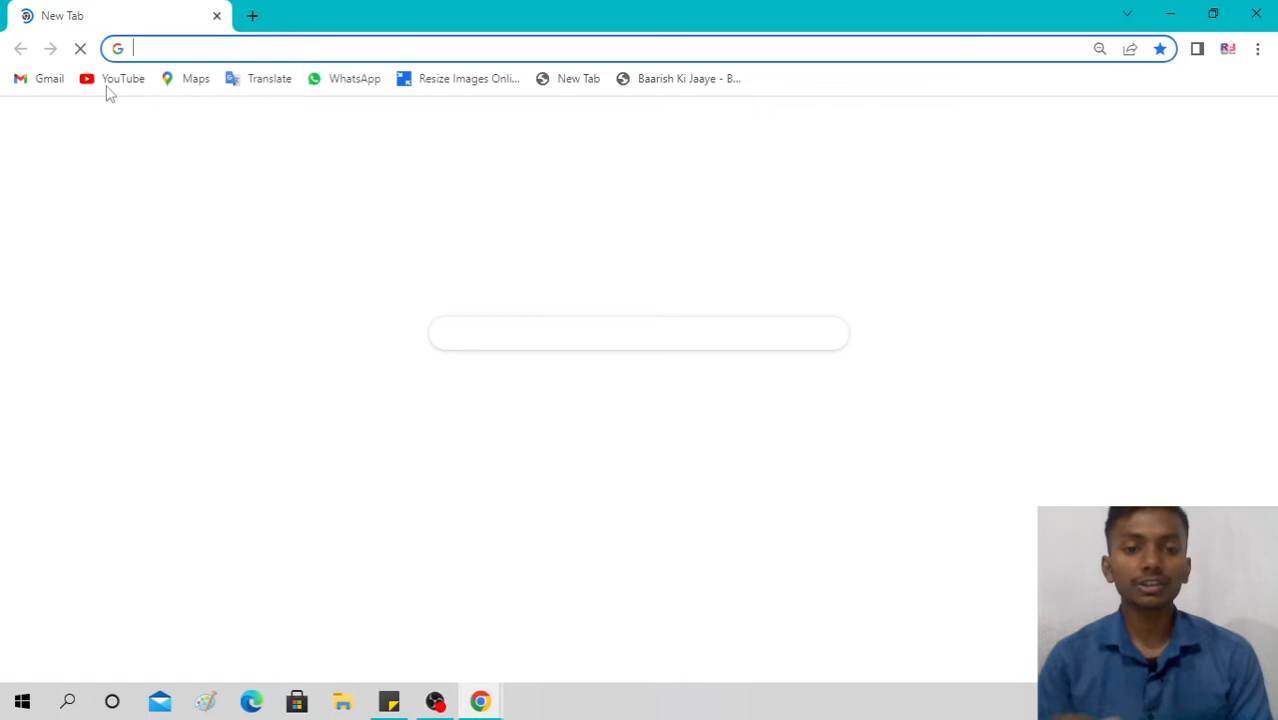 New Tab
Gmail YouTube Maps Translate WhatsApp Resize Images Onli... New Tab Baarish Ki Jaaye - B...